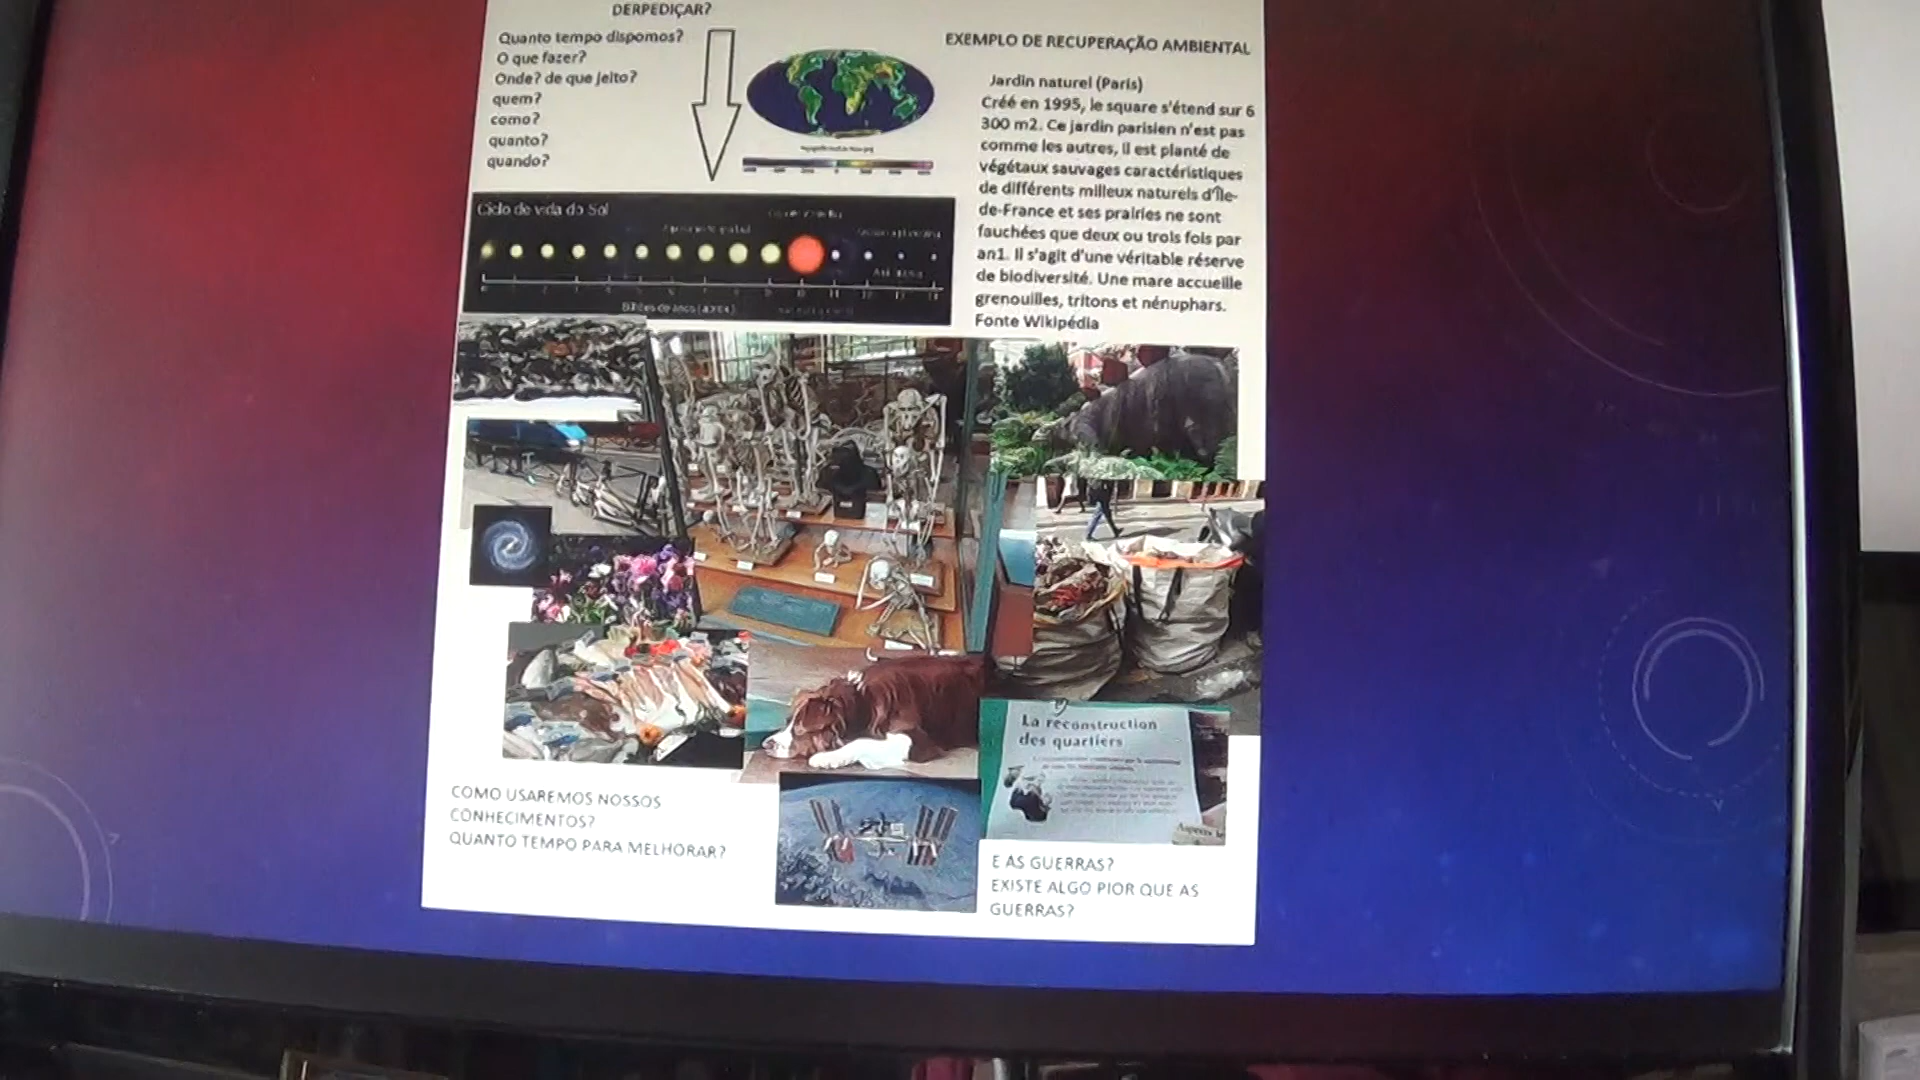 DERPEDIÇAR?
Quanto tempo dispomos?
O que fazer?
Onde? de que jeito?
quem?
como?
quanto?
quando?
EXEMPLO DE RECUPERAÇÃO AMBIENTAL
Jardin naturel (Paris)
Créé en 1995, le square s'étend sur 6
300 m2. Ce jardin parisien n'est pas
comme les autres, il est planté de
végétaux sauvages caractéristiques
de différents milieux naturels d'Île-
de-France et ses prairies ne sont
fauchées que deux ou trois fois par
an1. Il s'agit d'une véritable réserve
de biodiversité. Une mare accueille
grenouilles, tritons et nénuphars.
Fonte Wikipédia
Ciclo de vida do Sol
La reconstruction
des quartiers
COMO USAREMOS NOSSOS
CONHECIMENTOS?
QUANTO TEMPO PARA MELHORAR?
E AS GUERRAS?
EXISTE ALGO PIOR QUE AS
GUERRAS?